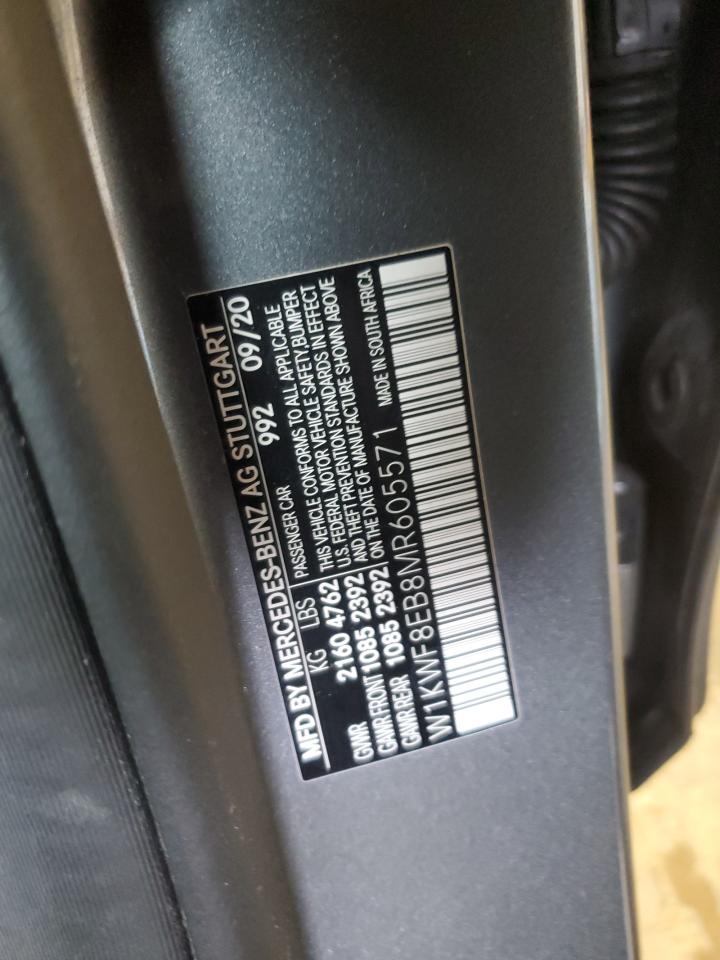 MFD BY MERCEDES-BENZ AG STUTTGART
992 09/20
KG LBS
GVWR 2160 4762
GAWR FRONT 1085 2392
GAWR REAR 1085 2392
PASSENGER CAR
THIS VEHICLE CONFORMS TO ALL APPLICABLE
U.S. FEDERAL MOTOR VEHICLE SAFETY,BUMPER
AND THEFT PREVENTION STANDARDS IN EFFECT
ON THE DATE OF MANUFACTURE SHOWN ABOVE
W1KWF8EB8MR605571 MADE IN SOUTH AFRICA